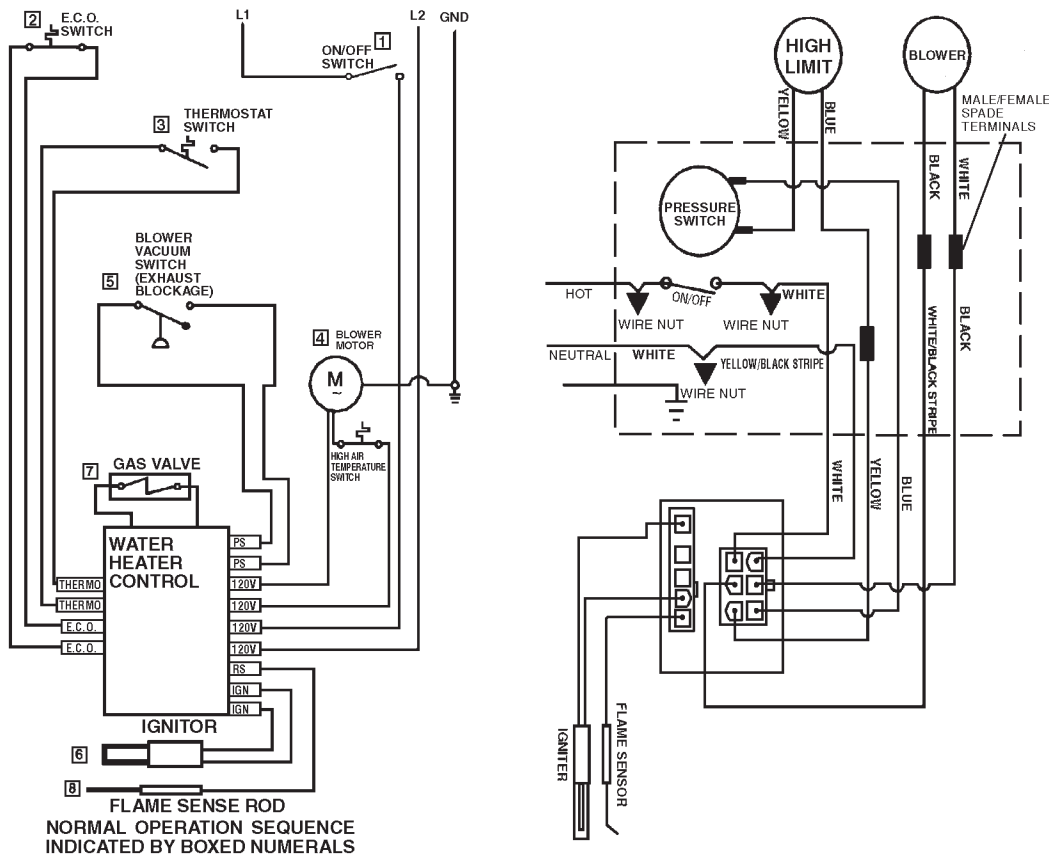 2
E.C.O.
SWITCH
L1
L2
GND
1
ON/OFF
SWITCH
3
THERMOSTAT
SWITCH
BLOWER
VACUUM
SWITCH
(EXHAUST
BLOCKAGE)
5
4
BLOWER
MOTOR
M
~
HIGH AIR
TEMPERATURE
SWITCH
7
GAS VALVE
WATER
HEATER
CONTROL
THERMO
THERMO
E.C.O.
E.C.O.
PS
PS
120V
120V
120V
120V
RS
IGN
IGN
IGNITOR
6
8
FLAME SENSE ROD
NORMAL OPERATION SEQUENCE
INDICATED BY BOXED NUMERALS
HIGH
LIMIT
BLOWER
YELLOW
BLUE
MALE/FEMALE
SPADE
TERMINALS
BLACK
WHITE
PRESSURE
SWITCH
HOT
ON/OFF
WHITE
WIRE NUT
WIRE NUT
NEUTRAL
WHITE
YELLOW/BLACK STRIPE
WIRE NUT
WHITE/BLACK STRIPE
BLACK
WHITE
YELLOW
BLUE
IGNITER
FLAME SENSOR